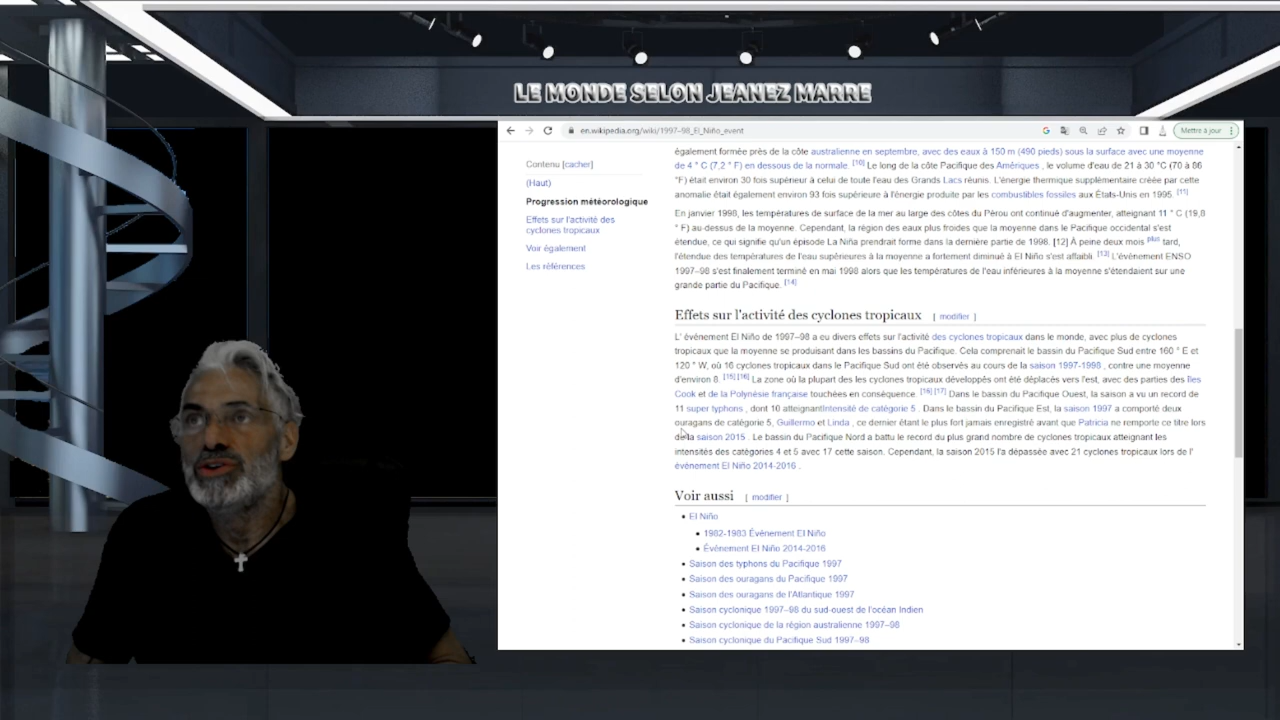 LE MONDE SELON JEANEZ MARRE
en.wikipedia.org/wiki/1997–98_El_Niño_event
Mettre à jour
Contenu [cacher]
(Haut)
Progression météorologique
Effets sur l'activité des
cyclones tropicaux
Voir également
Les références
également formée près de la côte australienne en septembre, avec des eaux à 150 m (490 pieds) sous la surface avec une moyenne
de 4 ° C (7,2 ° F) en dessous de la normale. [10] Le long de la côte Pacifique des Amériques , le volume d'eau de 21 à 30 °C (70 à 86
°F) était environ 30 fois supérieur à celui de toute l'eau des Grands Lacs réunis. L'énergie thermique supplémentaire créée par cette
anomalie était également environ 93 fois supérieure à l'énergie produite par les combustibles fossiles aux États-Unis en 1995. [11]
En janvier 1998, les températures de surface de la mer au large des côtes du Pérou ont continué d'augmenter, atteignant 11 ° C (19,8
° F) au-dessus de la moyenne. Cependant, la région des eaux plus froides que la moyenne dans le Pacifique occidental s'est
étendue, ce qui signifie qu'un épisode La Niña prendrait forme dans la dernière partie de 1998. [12] À peine deux mois plus tard,
l'étendue des températures de l'eau supérieures à la moyenne a fortement diminué à El Niño s'est affaibli. [13] L'événement ENSO
1997–98 s'est finalement terminé en mai 1998 alors que les températures de l'eau inférieures à la moyenne s'étendaient sur une
grande partie du Pacifique. [14]
Effets sur l'activité des cyclones tropicaux [ modifier ]
L' événement El Niño de 1997–98 a eu divers effets sur l'activité des cyclones tropicaux dans le monde, avec plus de cyclones
tropicaux que la moyenne se produisant dans les bassins du Pacifique. Cela comprenait le bassin du Pacifique Sud entre 160 ° E et
120 ° W, où 16 cyclones tropicaux dans le Pacifique Sud ont été observés au cours de la saison 1997-1998 , contre une moyenne
d'environ 8. [15] [16] La zone où la plupart des les cyclones tropicaux développés ont été déplacés vers l'est, avec des parties des îles
Cook et de la Polynésie française touchées en conséquence. [16] [17] Dans le bassin du Pacifique Ouest, la saison a vu un record de
11 super typhons , dont 10 atteignantIntensité de catégorie 5 . Dans le bassin du Pacifique Est, la saison 1997 a comporté deux
ouragans de catégorie 5, Guillermo et Linda , ce dernier étant le plus fort jamais enregistré avant que Patricia ne remporte ce titre lors
de la saison 2015 . Le bassin du Pacifique Nord a battu le record du plus grand nombre de cyclones tropicaux atteignant les
intensités des catégories 4 et 5 avec 17 cette saison. Cependant, la saison 2015 l'a dépassée avec 21 cyclones tropicaux lors de l'
événement El Niño 2014-2016 .
Voir aussi [ modifier ]
El Niño
1982-1983 Événement El Niño
Événement El Niño 2014-2016
Saison des typhons du Pacifique 1997
Saison des ouragans du Pacifique 1997
Saison des ouragans de l'Atlantique 1997
Saison cyclonique 1997–98 du sud-ouest de l'océan Indien
Saison cyclonique de la région australienne 1997–98
Saison cyclonique du Pacifique Sud 1997–98